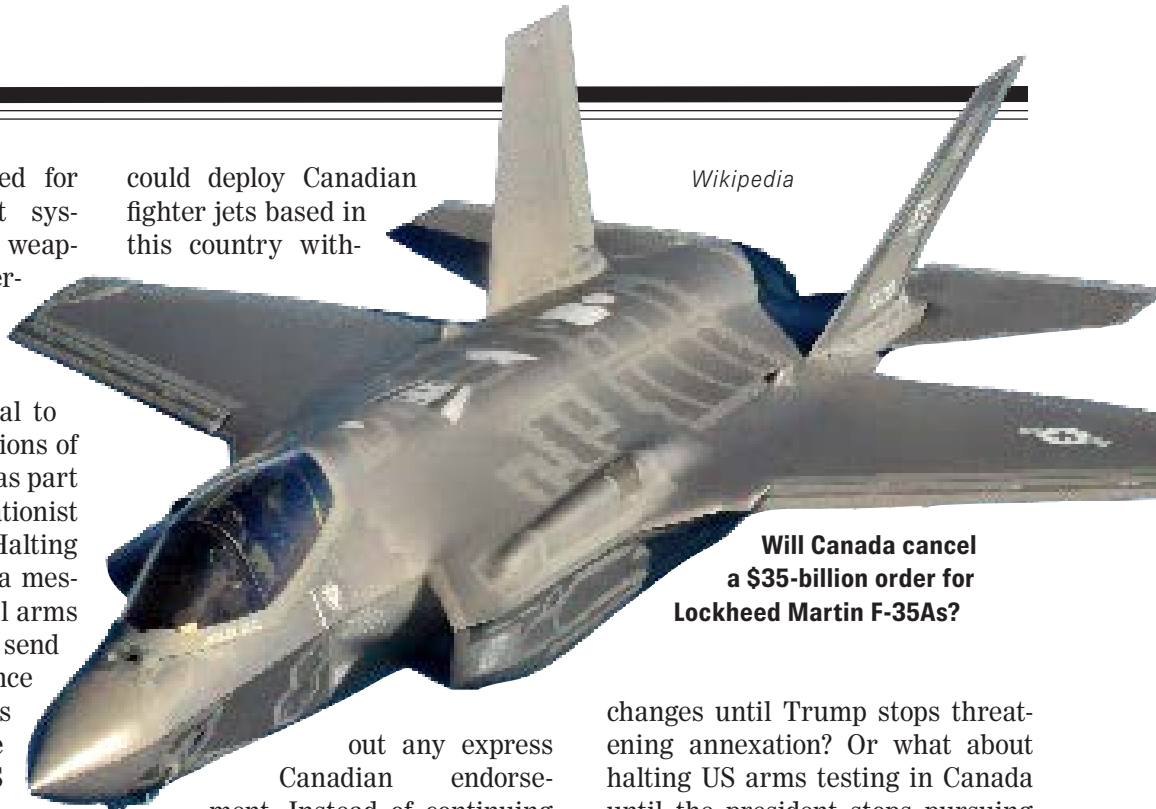 ed for
t sys-
weap-
er-
al to
ions of
as part
tionist
Halting
a mes-
l arms
send
nce
s
e
S
could deploy Canadian
fighter jets based in
this country with-
out any express
Canadian endorse-
ment. Instead of continuing
Wikipedia
Will Canada cancel
a $35-billion order for
Lockheed Martin F-35As?
changes until Trump stops threat-
ening annexation? Or what about
halting US arms testing in Canada
until the president stops pursuing